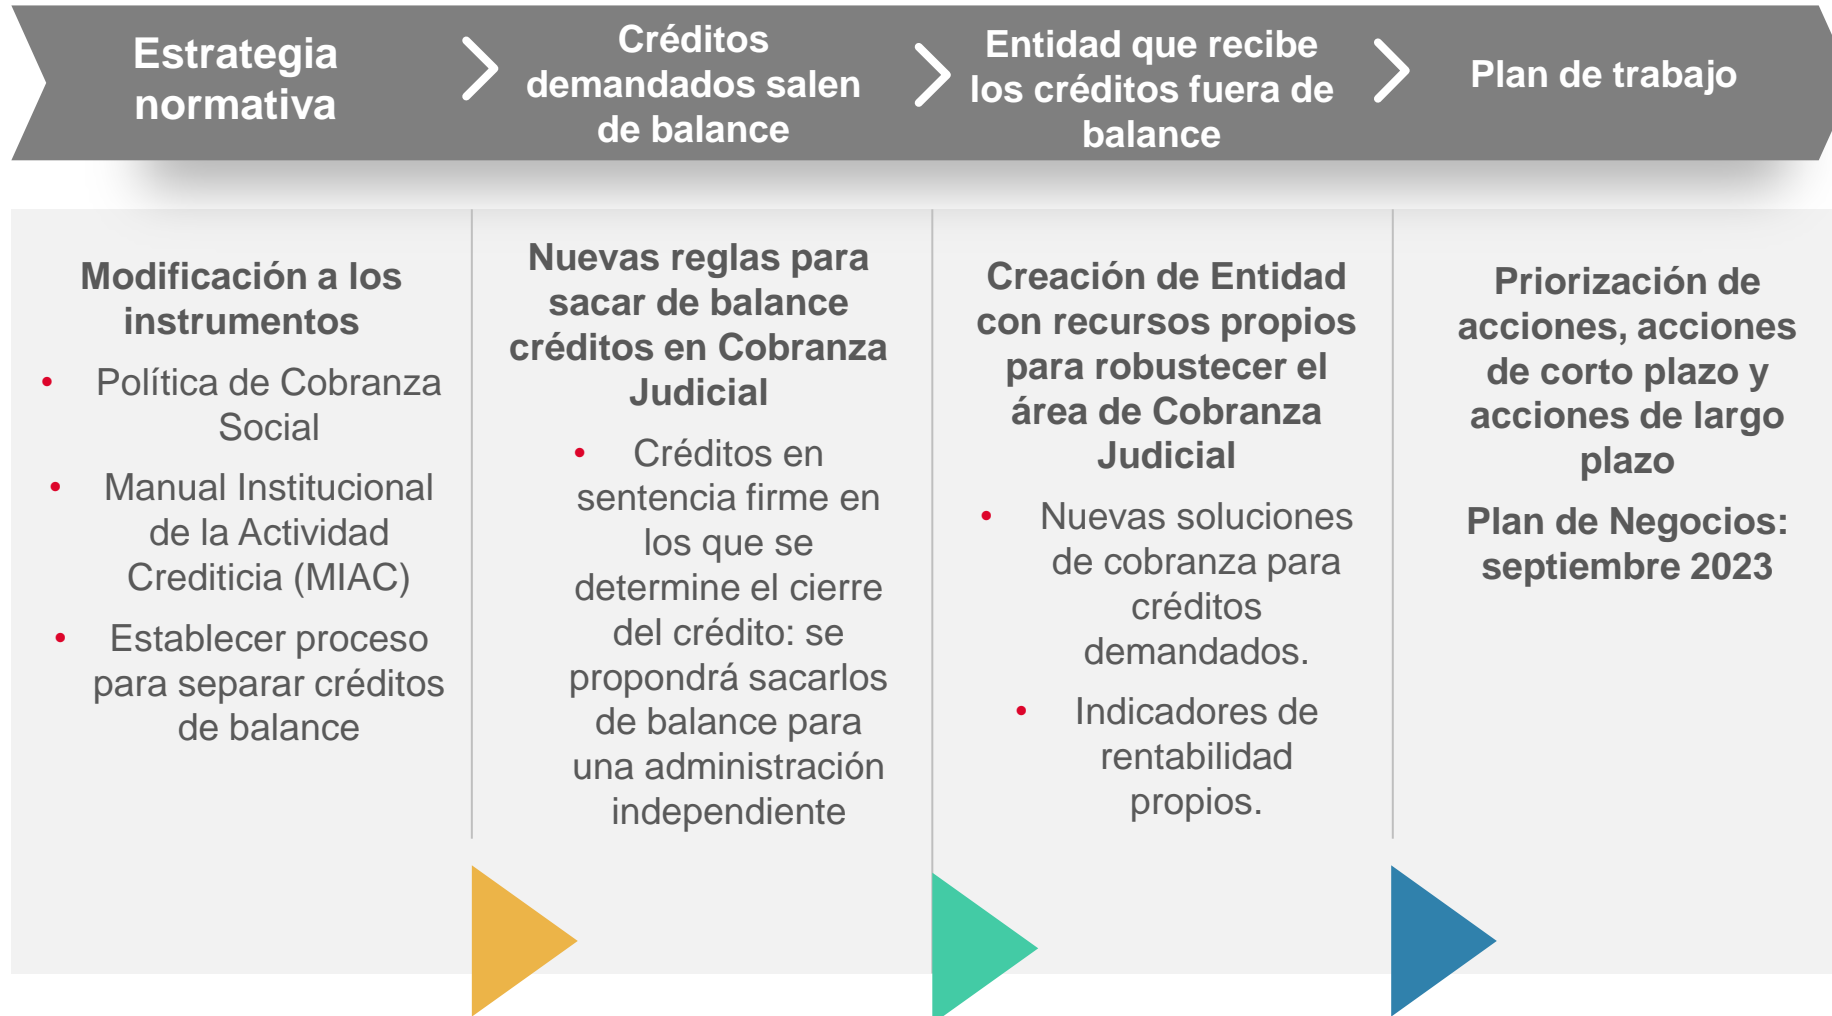 Estrategia
normativa
Créditos
demandados salen
de balance
Entidad que recibe
los créditos fuera de
balance
Plan de trabajo
Modificación a los
instrumentos
• Política de Cobranza
Social
• Manual Institucional
de la Actividad
Crediticia (MIAC)
• Establecer proceso
para separar créditos
de balance
Nuevas reglas para
sacar de balance
créditos en Cobranza
Judicial
• Créditos en
sentencia firme en
los que se
determine el cierre
del crédito: se
propondrá sacarlos
de balance para
una administración
independiente
Creación de Entidad
con recursos propios
para robustecer el
área de Cobranza
Judicial
• Nuevas soluciones
de cobranza para
créditos
demandados.
• Indicadores de
rentabilidad
propios.
Priorización de
acciones, acciones
de corto plazo y
acciones de largo
plazo
Plan de Negocios:
septiembre 2023